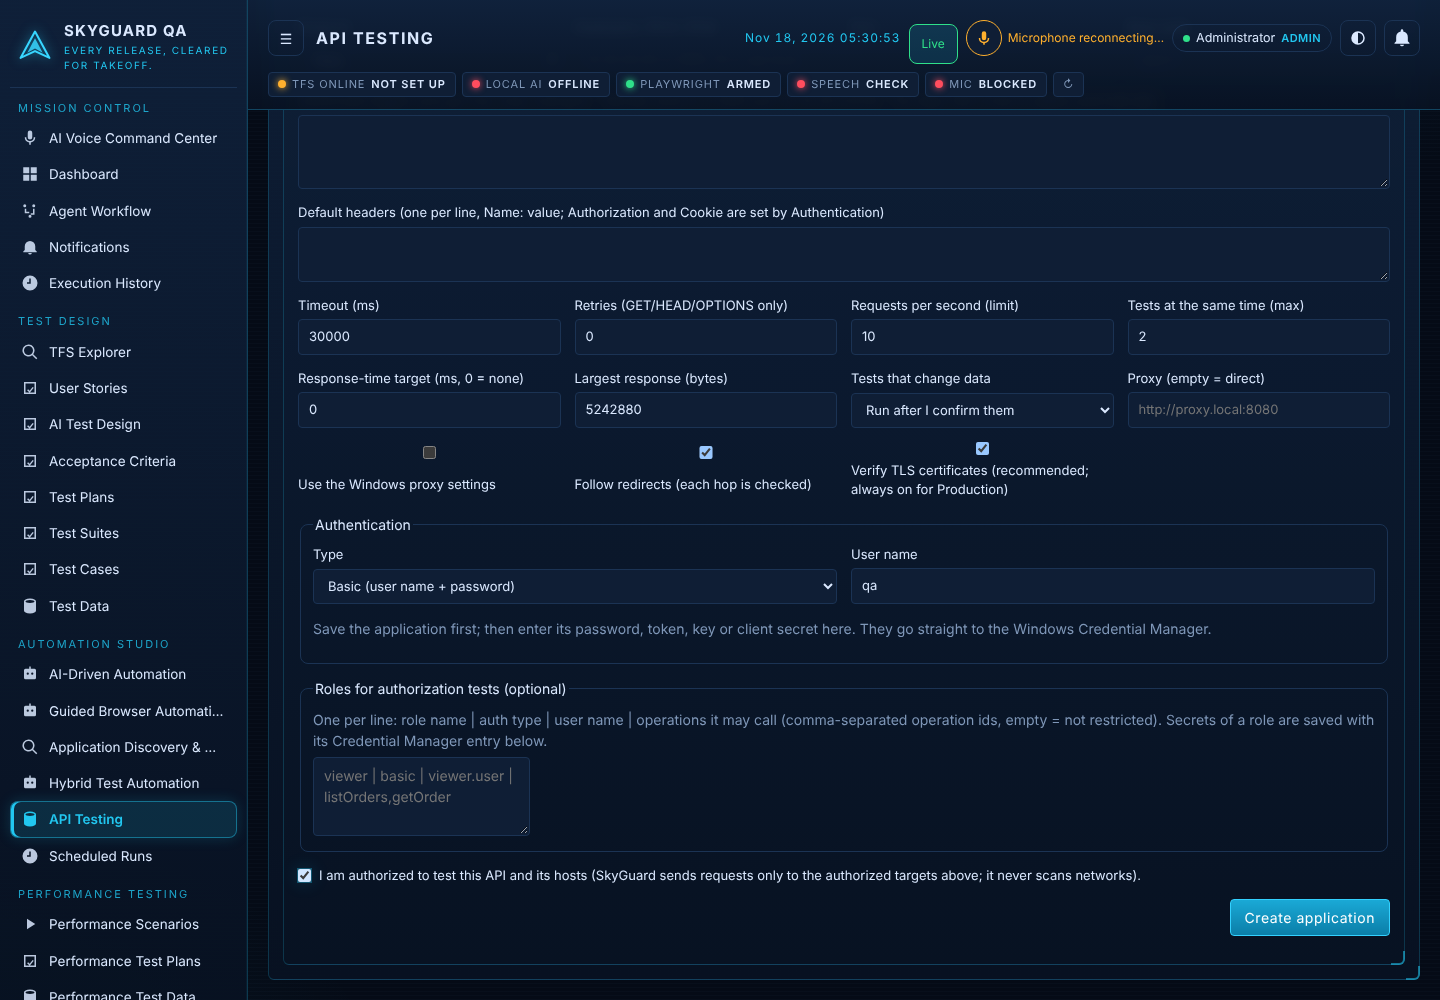 SKYGUARD QA
EVERY RELEASE, CLEARED
FOR TAKEOFF.
API TESTING
Nov 18, 2026 05:30:53
Live
Microphone reconnecting...
Administrator ADMIN
TFS ONLINE NOT SET UP
LOCAL AI OFFLINE
PLAYWRIGHT ARMED
SPEECH CHECK
MIC BLOCKED
MISSION CONTROL
AI Voice Command Center
Dashboard
Agent Workflow
Notifications
Execution History
TEST DESIGN
TFS Explorer
User Stories
AI Test Design
Acceptance Criteria
Test Plans
Test Suites
Test Cases
Test Data
AUTOMATION STUDIO
AI-Driven Automation
Guided Browser Automati...
Application Discovery & ...
Hybrid Test Automation
API Testing
Scheduled Runs
PERFORMANCE TESTING
Performance Scenarios
Performance Test Plans
Performance Test Data
Default headers (one per line, Name: value; Authorization and Cookie are set by Authentication)
Timeout (ms)
Retries (GET/HEAD/OPTIONS only)
Requests per second (limit)
Tests at the same time (max)
30000
0
10
2
Response-time target (ms, 0 = none)
Largest response (bytes)
Tests that change data
Proxy (empty = direct)
0
5242880
Run after I confirm them
http://proxy.local:8080
Use the Windows proxy settings
Follow redirects (each hop is checked)
Verify TLS certificates (recommended;
always on for Production)
Authentication
Type
User name
Basic (user name + password)
qa
Save the application first; then enter its password, token, key or client secret here. They go straight to the Windows Credential Manager.
Roles for authorization tests (optional)
One per line: role name | auth type | user name | operations it may call (comma-separated operation ids, empty = not restricted). Secrets of a role are saved with
its Credential Manager entry below.
viewer | basic | viewer.user |
listOrders,getOrder
I am authorized to test this API and its hosts (SkyGuard sends requests only to the authorized targets above; it never scans networks).
Create application